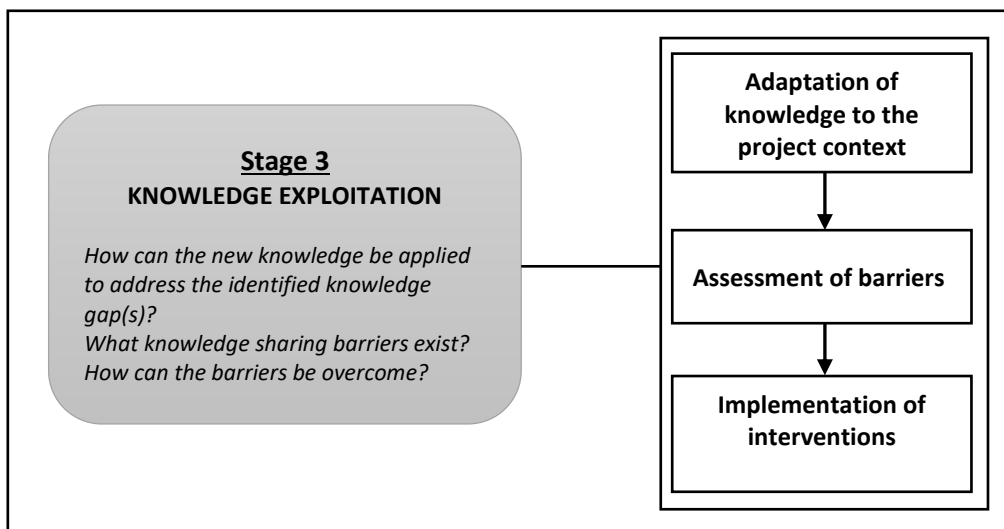 Stage 3
KNOWLEDGE EXPLOITATION
How can the new knowledge be applied
to address the identified knowledge
gap(s)?
What knowledge sharing barriers exist?
How can the barriers be overcome?
Adaptation of
knowledge to the
project context
Assessment of barriers
Implementation of
interventions